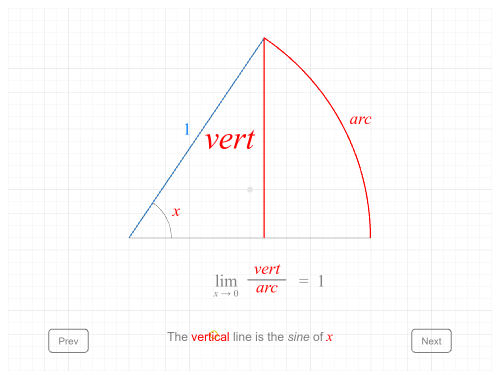 1
vert
arc
x
lim x → 0 vert / arc = 1
Prev
The vertical line is the sine of x
Next